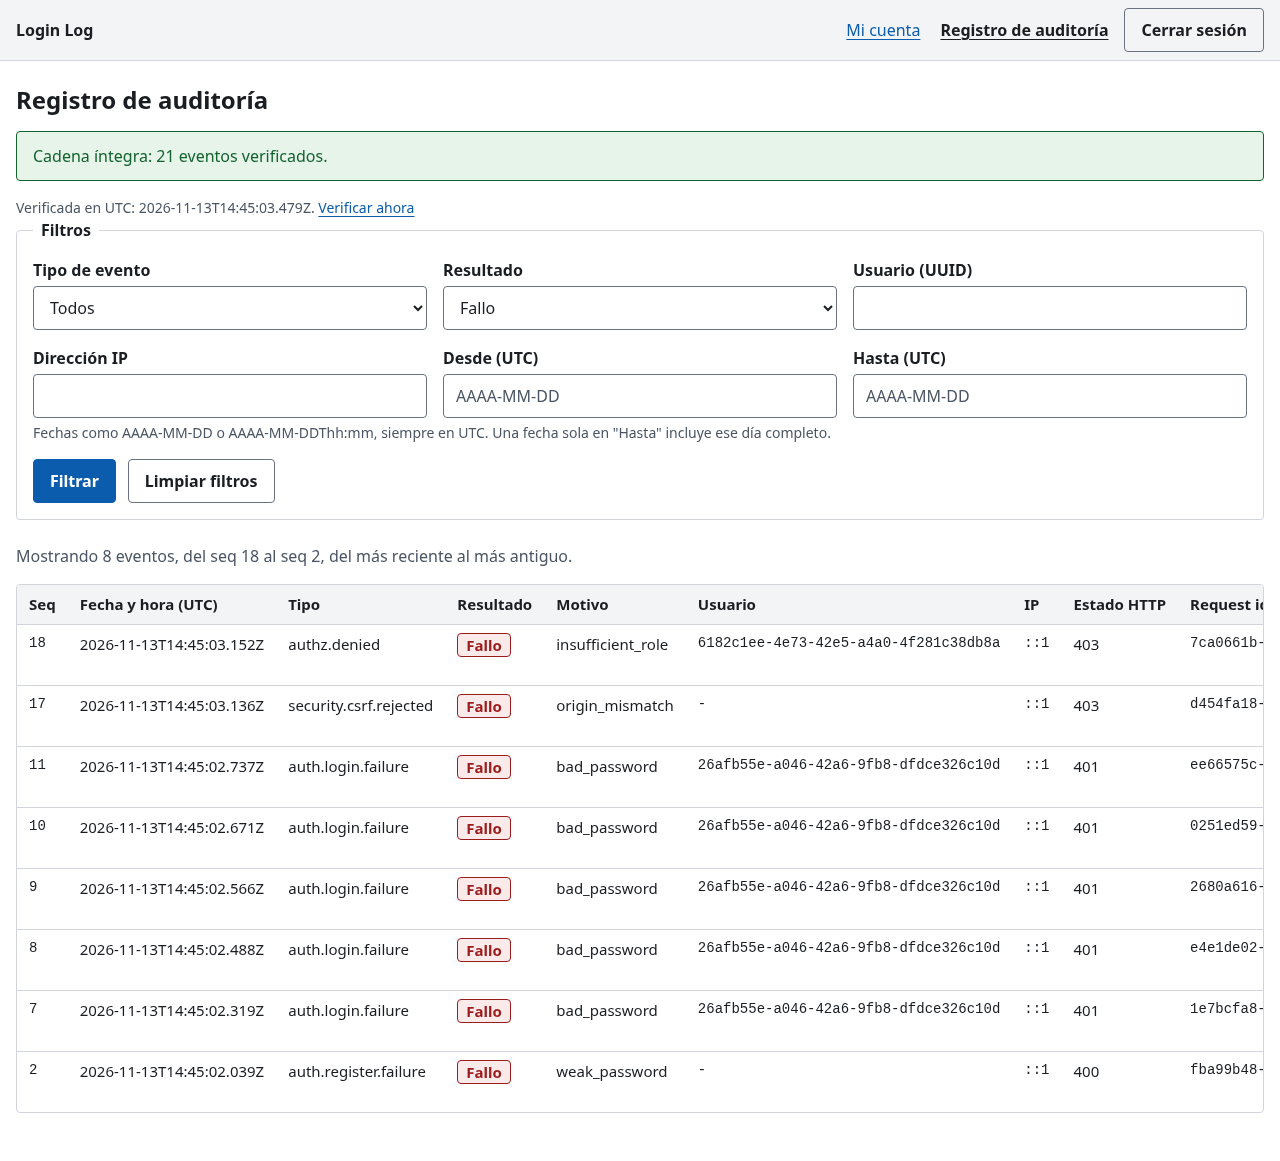 Login Log
Mi cuenta
Registro de auditoría
Cerrar sesión
Registro de auditoría
Cadena íntegra: 21 eventos verificados.
Verificada en UTC: 2026-11-13T14:45:03.479Z. Verificar ahora
Filtros
Tipo de evento Resultado Usuario (UUID)
Todos Fallo
Dirección IP Desde (UTC) Hasta (UTC)
AAAA-MM-DD AAAA-MM-DD
Fechas como AAAA-MM-DD o AAAA-MM-DDThh:mm, siempre en UTC. Una fecha sola en "Hasta" incluye ese día completo.
Filtrar Limpiar filtros
Mostrando 8 eventos, del seq 18 al seq 2, del más reciente al más antiguo.
Seq Fecha y hora (UTC) Tipo Resultado Motivo Usuario IP Estado HTTP Request
18 2026-11-13T14:45:03.152Z authz.denied Fallo insufficient_role 6182c1ee-4e73-42e5-a4a0-4f281c38db8a ::1 403 7ca0661b-
17 2026-11-13T14:45:03.136Z security.csrf.rejected Fallo origin_mismatch - ::1 403 d454fa18-
11 2026-11-13T14:45:02.737Z auth.login.failure Fallo bad_password 26afb55e-a046-42a6-9fb8-dfdce326c10d ::1 401 ee66575c-
10 2026-11-13T14:45:02.671Z auth.login.failure Fallo bad_password 26afb55e-a046-42a6-9fb8-dfdce326c10d ::1 401 0251ed59-
9 2026-11-13T14:45:02.566Z auth.login.failure Fallo bad_password 26afb55e-a046-42a6-9fb8-dfdce326c10d ::1 401 2680a616-
8 2026-11-13T14:45:02.488Z auth.login.failure Fallo bad_password 26afb55e-a046-42a6-9fb8-dfdce326c10d ::1 401 e4e1de02-
7 2026-11-13T14:45:02.319Z auth.login.failure Fallo bad_password 26afb55e-a046-42a6-9fb8-dfdce326c10d ::1 401 1e7bcfa8-
2 2026-11-13T14:45:02.039Z auth.register.failure Fallo weak_password - ::1 400 fba99b48-